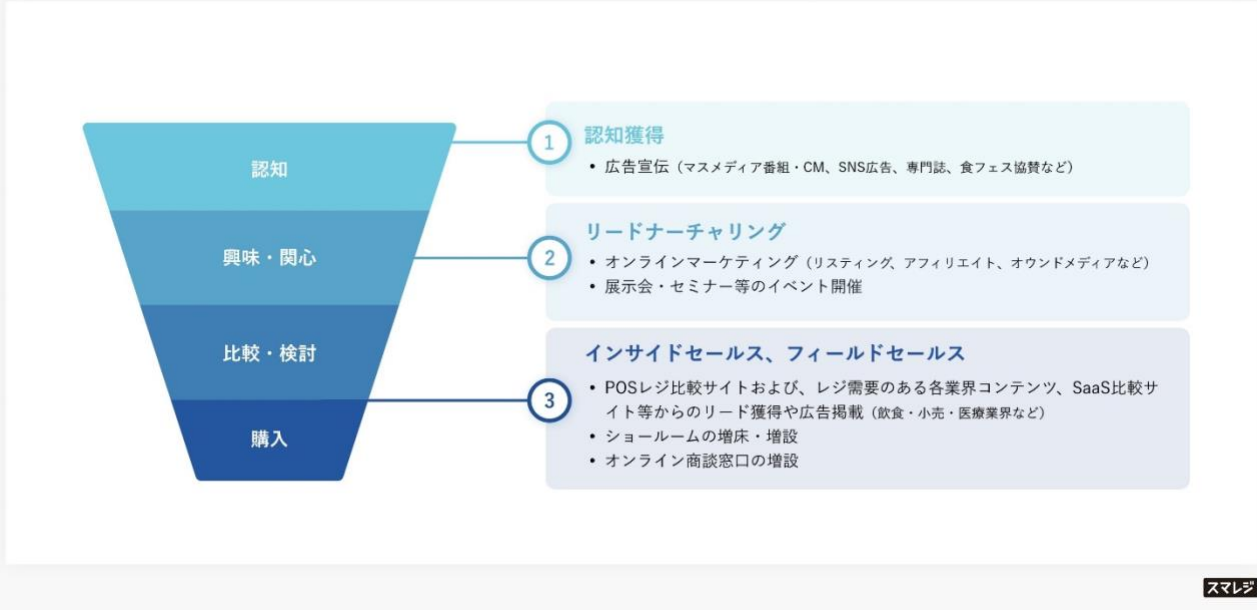 認知
興味・関心
比較・検討
購入
1
認知獲得
• 広告宣伝（マスメディア番組・CM、SNS広告、専門誌、食フェス協賛など）
2
リードナーチャリング
• オンラインマーケティング（リスティング、アフィリエイト、オウンドメディアなど）
• 展示会・セミナー等のイベント開催
3
インサイドセールス、フィールドセールス
• POSレジ比較サイトおよび、レジ需要のある各業界コンテンツ、SaaS比較サ
イト等からのリード獲得や広告掲載（飲食・小売・医療業界など）
• ショールームの増床・増設
• オンライン商談窓口の増設
スマレジ